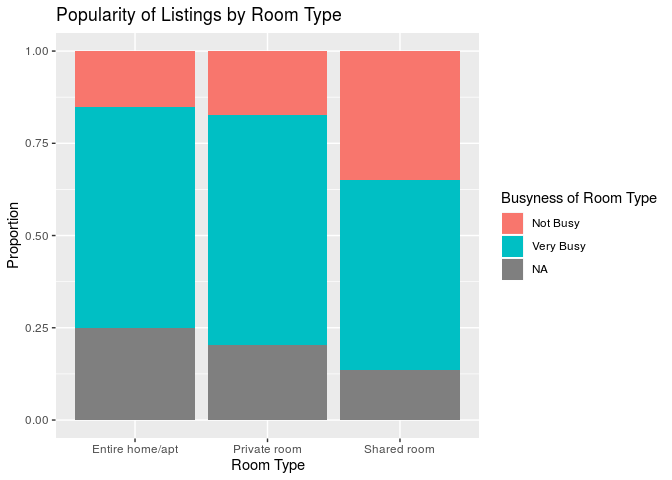 Popularity of Listings by Room Type
1.00
0.75
0.50
0.25
0.00
Proportion
Entire home/apt
Private room
Shared room
Room Type
Busyness of Room Type
Not Busy
Very Busy
NA